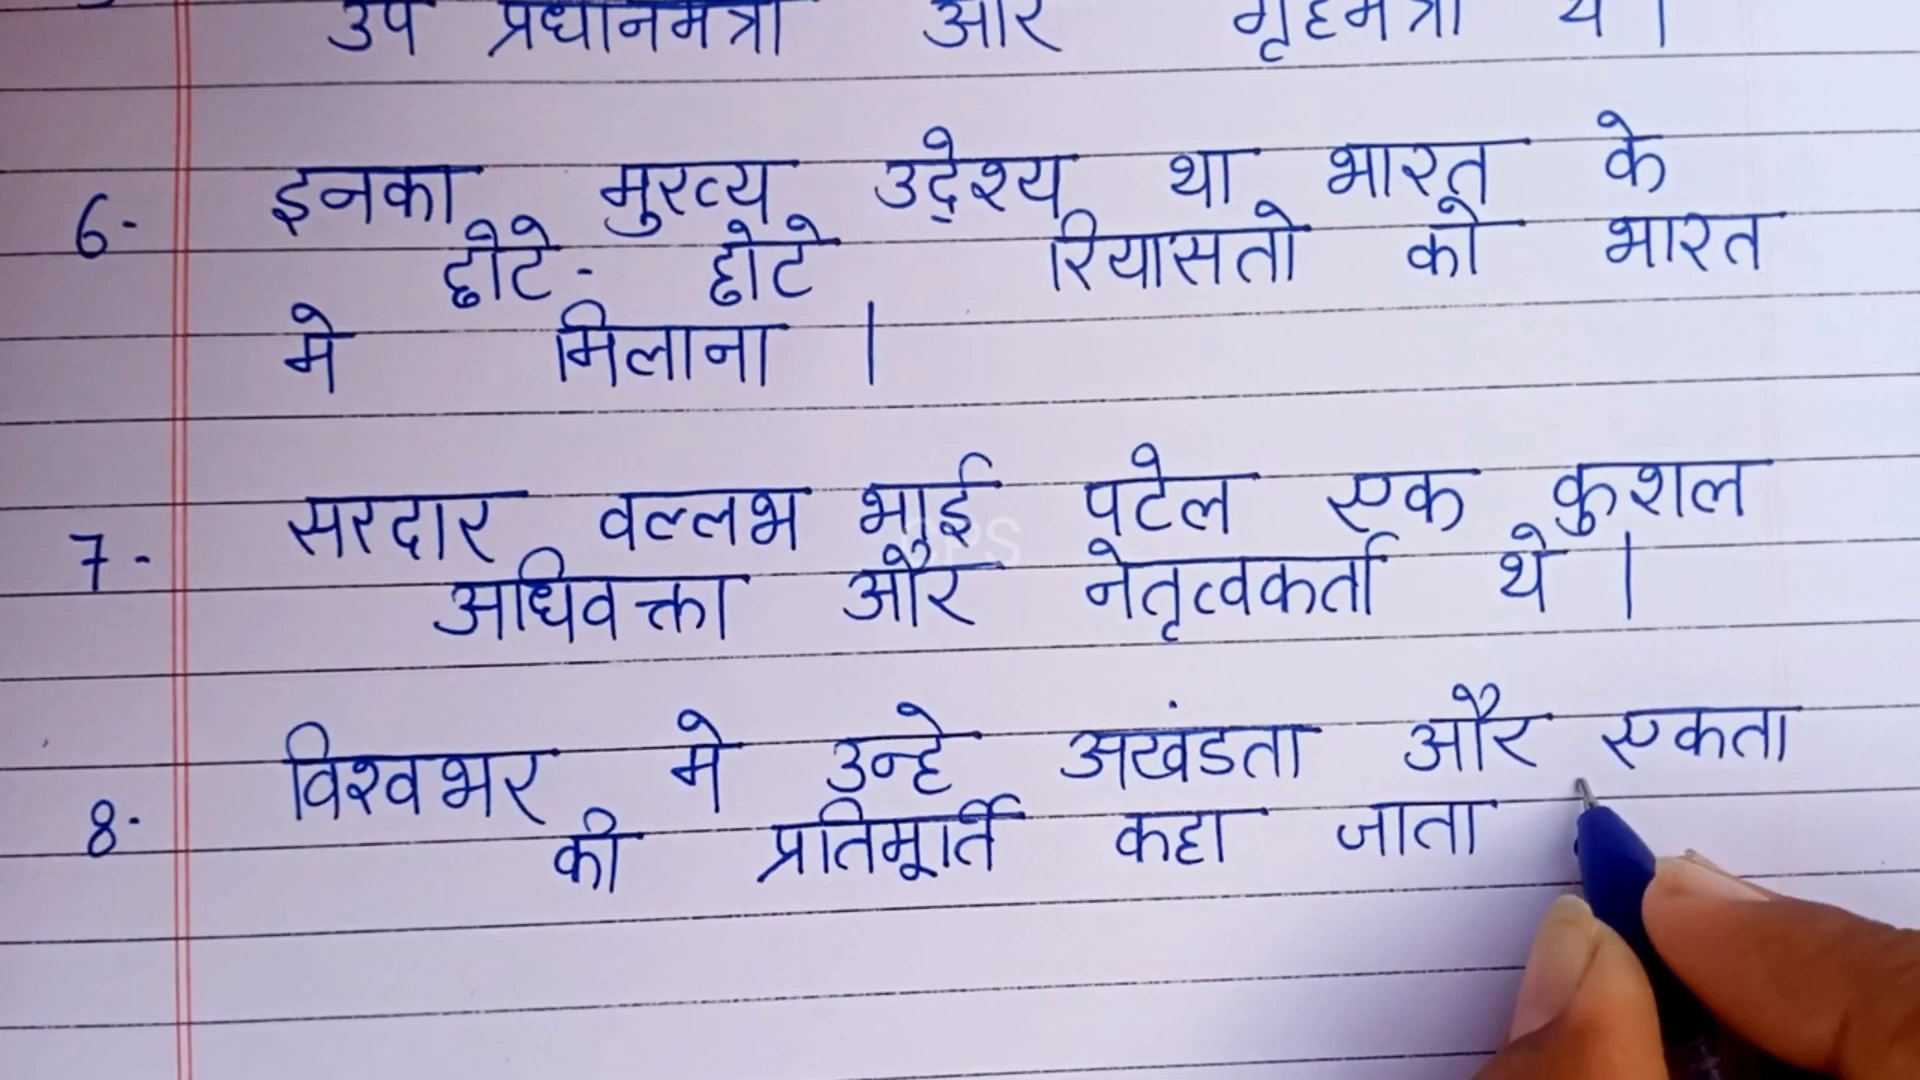 उप प्रधानमंत्री और गृहमंत्री थे |
6- इनका मुख्य उद्देश्य था भारत के
छोटे- छोटे रियासतो को भारत
मे मिलाना |
7- सरदार वल्लभ भाई पटेल एक कुशल
अधिवक्ता और नेतृत्वकर्ता थे |
8- विश्वभर मे उन्हे अखंडता और एकता
की प्रतिमूर्ति कहा जाता
GPS